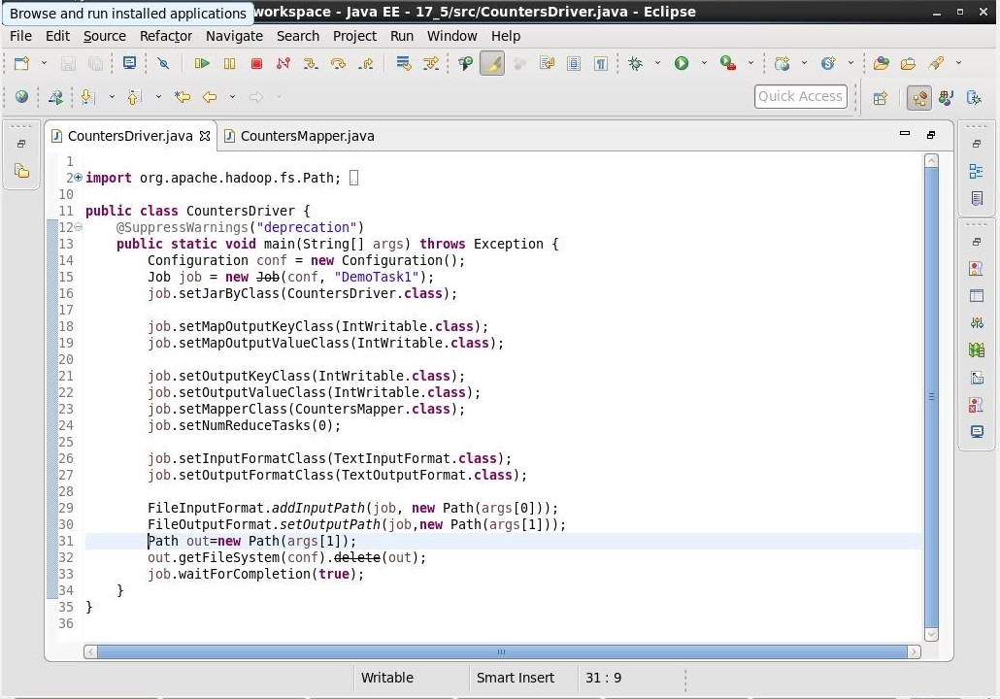 Browse and run installed applications
workspace - Java EE - 17_5/src/CountersDriver.java - Eclipse
File Edit Source Refactor Navigate Search Project Run Window Help
Quick Access
CountersDriver.java CountersMapper.java
1
2 import org.apache.hadoop.fs.Path;
10
11 public class CountersDriver {
12 @SuppressWarnings("deprecation")
13 public static void main(String[] args) throws Exception {
14 Configuration conf = new Configuration();
15 Job job = new Job(conf, "DemoTask1");
16 job.setJarByClass(CountersDriver.class);
17
18 job.setMapOutputKeyClass(IntWritable.class);
19 job.setMapOutputValueClass(IntWritable.class);
20
21 job.setOutputKeyClass(IntWritable.class);
22 job.setOutputValueClass(IntWritable.class);
23 job.setMapperClass(CountersMapper.class);
24 job.setNumReduceTasks(0);
25
26 job.setInputFormatClass(TextInputFormat.class);
27 job.setOutputFormatClass(TextOutputFormat.class);
28
29 FileInputFormat.addInputPath(job, new Path(args[0]));
30 FileOutputFormat.setOutputPath(job,new Path(args[1]));
31 Path out=new Path(args[1]);
32 out.getFileSystem(conf).delete(out);
33 job.waitForCompletion(true);
34 }
35 }
36
Writable Smart Insert 31 : 9